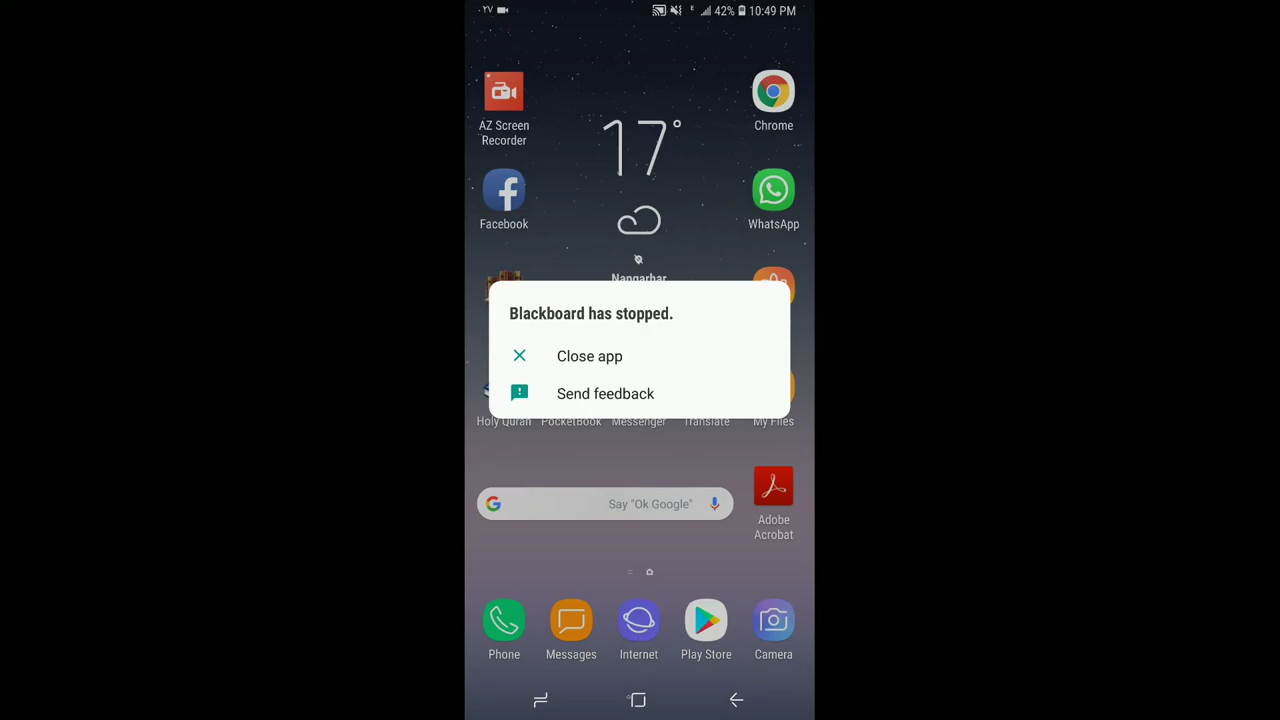 ٢٧ E 42% 10:49 PM
AZ Screen
Recorder
17°
Chrome
Facebook
WhatsApp
Nangarhar
Blackboard has stopped.
Close app
Send feedback
Holy Quran PocketBook Messenger Translate My Files
Say "Ok Google"
Adobe
Acrobat
Phone Messages Internet Play Store Camera